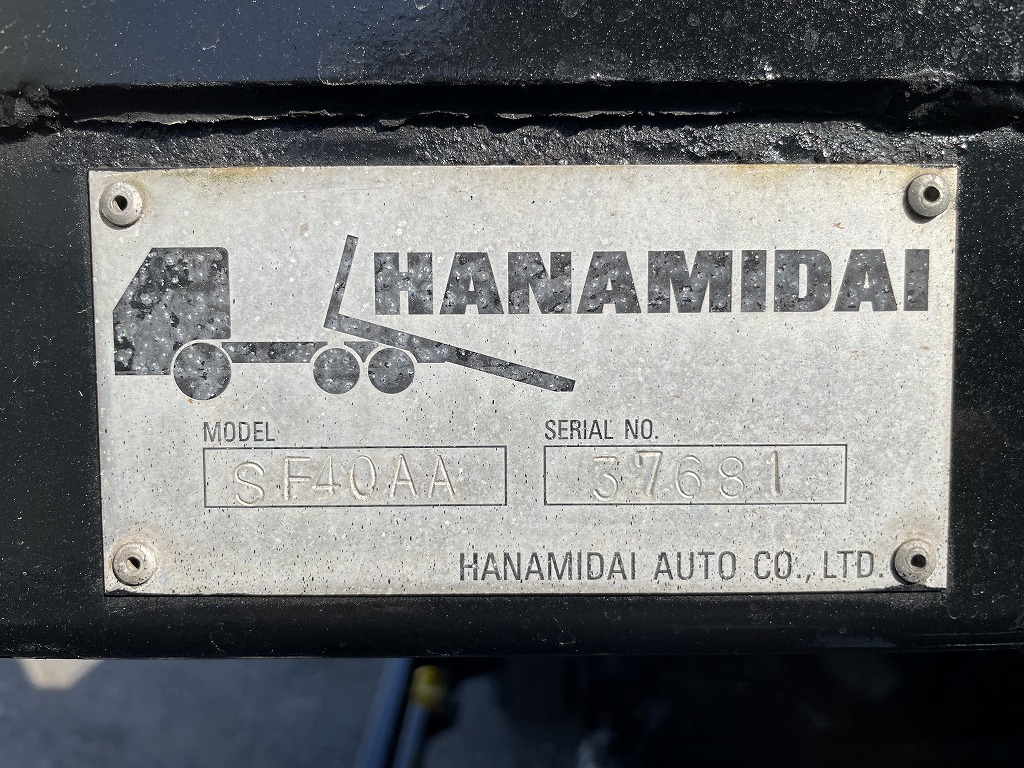 HANAMIDAI
MODEL SERIAL NO.
SF40AA 37681
HANAMIDAI AUTO CO., LTD.